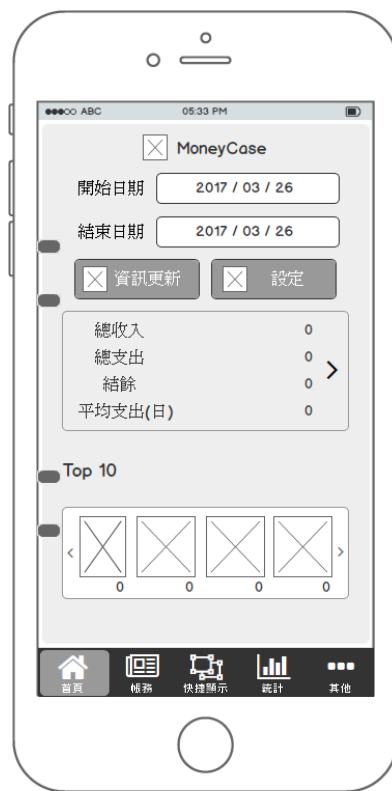 ABC 05:33 PM
MoneyCase
開始日期 2017 / 03 / 26
結束日期 2017 / 03 / 26
資訊更新 設定
總收入 0
總支出 0
結餘 0
平均支出(日) 0
Top 10
0 0 0 0
首頁 帳務 快捷顯示 統計 其他